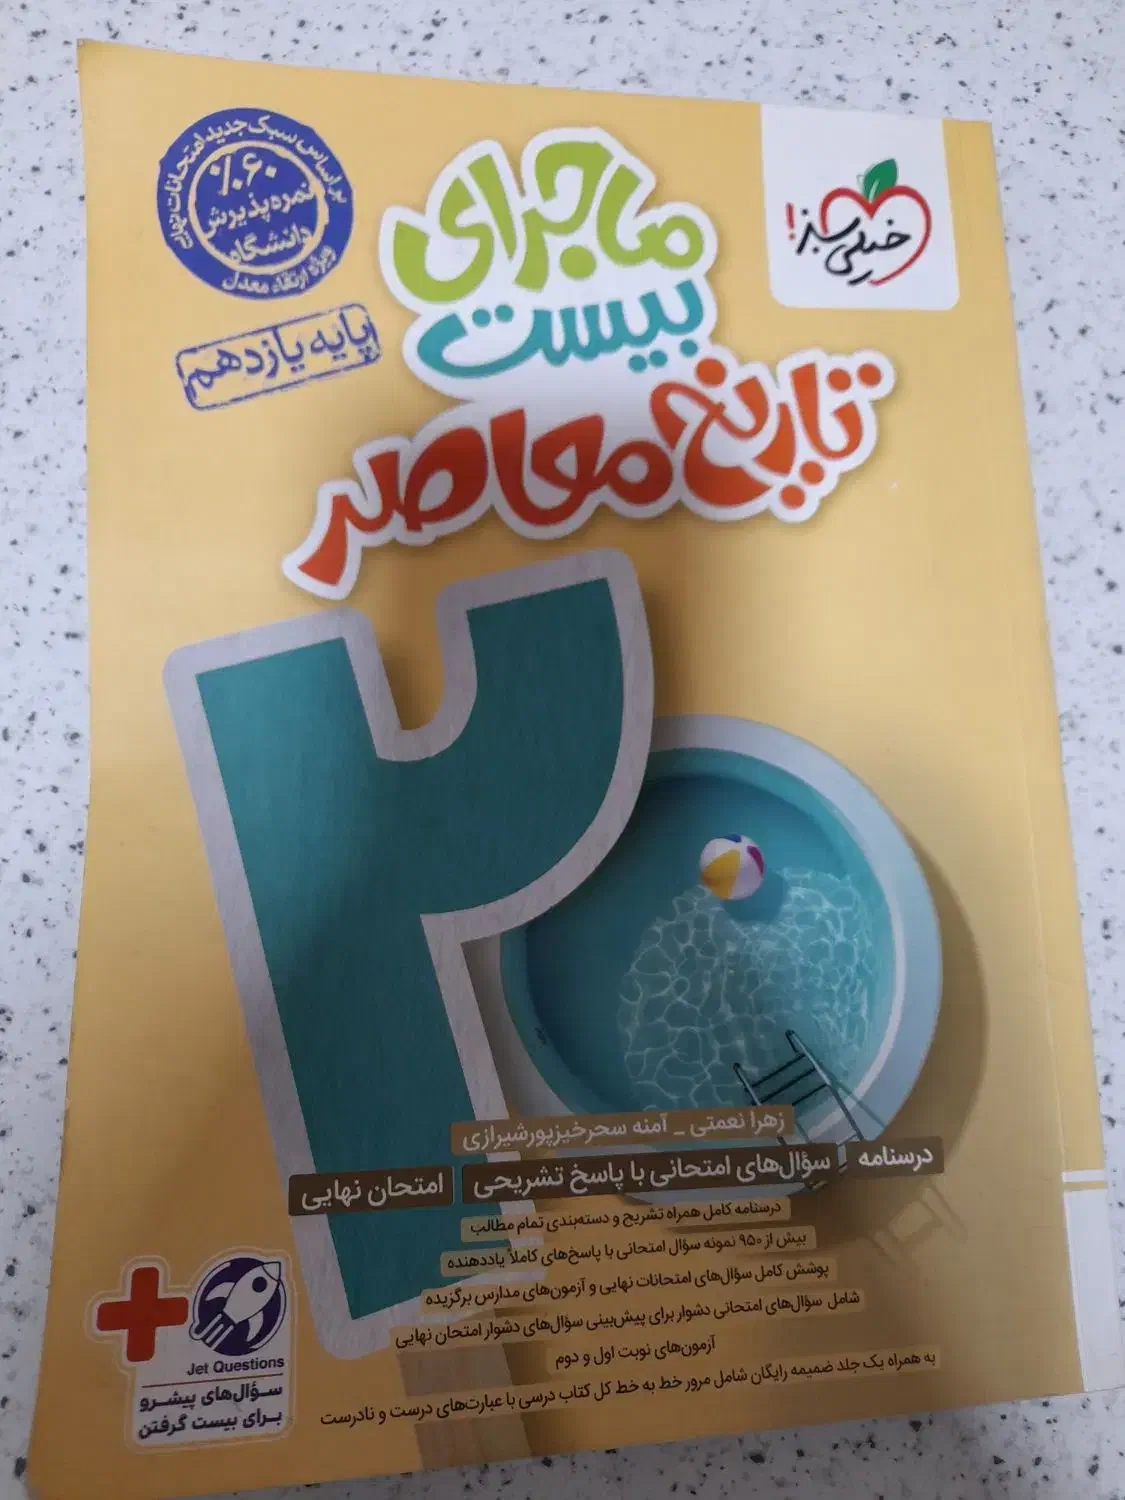 خیلی سبز!
بر اساس سبک جدید امتحانات نهایی
۶۰٪
نمره پذیرش
دانشگاه
ویژه ارتقاء معدل
پایه یازدهم
ماجرای
بیست
تاریخ معاصر
۲۰
زهرا نعمتی _ آمنه سحرخیزپورشیرازی
درسنامه | سؤال‌های امتحانی با پاسخ تشریحی | امتحان نهایی
درسنامه کامل همراه تشریح و دسته‌بندی تمام مطالب
بیش از ۹۵۰ نمونه سؤال امتحانی با پاسخ‌های کاملاً یاددهنده
پوشش کامل سؤال‌های امتحانات نهایی و آزمون‌های مدارس برگزیده
شامل سؤال‌های امتحانی دشوار برای پیش‌بینی سؤال‌های دشوار امتحان نهایی
آزمون‌های نوبت اول و دوم
به همراه یک جلد ضمیمه رایگان شامل مرور خط به خط کل کتاب درسی با عبارت‌های درست و نادرست
Jet Questions
سؤال‌های پیشرو
برای بیست گرفتن